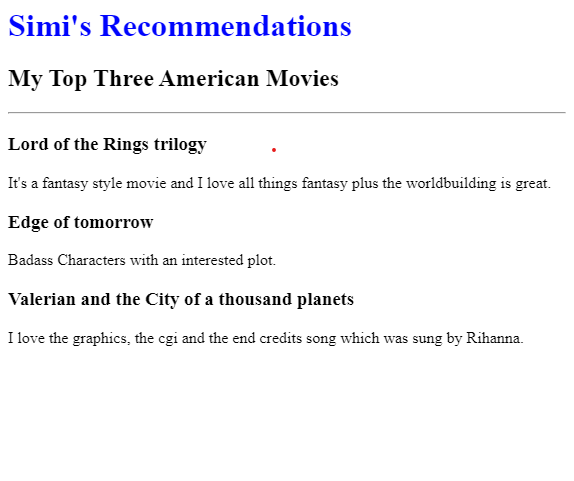 Simi's Recommendations
My Top Three American Movies
Lord of the Rings trilogy
It's a fantasy style movie and I love all things fantasy plus the worldbuilding is great.
Edge of tomorrow
Badass Characters with an interested plot.
Valerian and the City of a thousand planets
I love the graphics, the cgi and the end credits song which was sung by Rihanna.